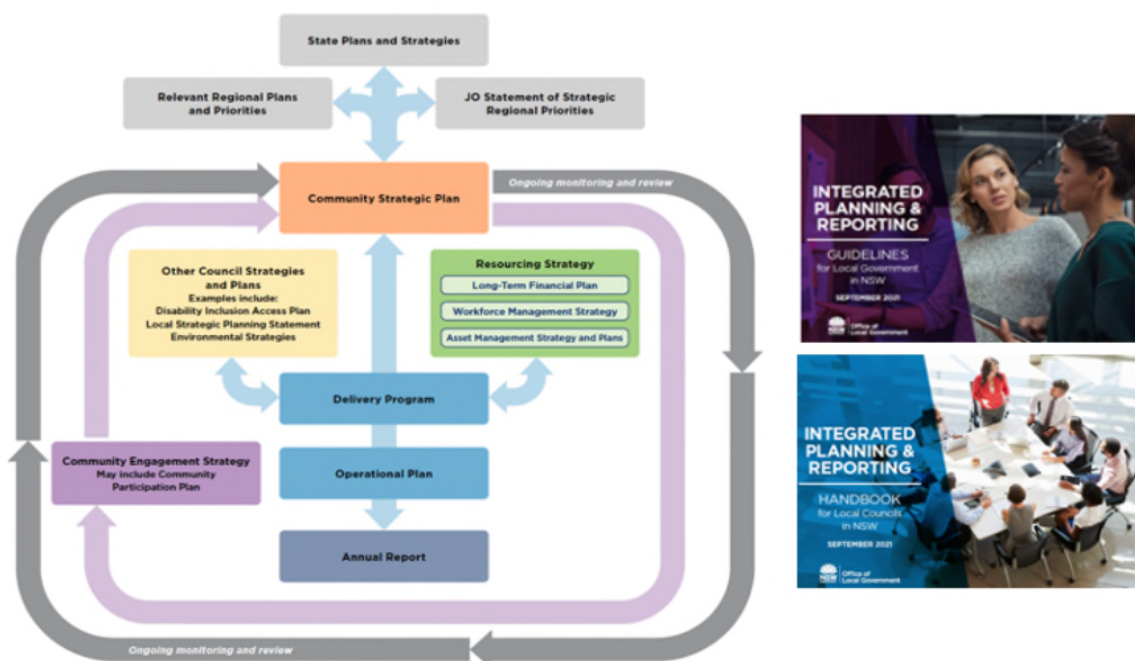 State Plans and Strategies
Relevant Regional Plans
and Priorities
JO Statement of Strategic
Regional Priorities
Community Strategic Plan
Ongoing monitoring and review
Other Council Strategies
and Plans
Examples include:
Disability Inclusion Access Plan
Local Strategic Planning Statement
Environmental Strategies
Resourcing Strategy
Long-Term Financial Plan
Workforce Management Strategy
Asset Management Strategy and Plans
Delivery Program
Community Engagement Strategy
May include Community
Participation Plan
Operational Plan
Annual Report
Ongoing monitoring and review
INTEGRATED
PLANNING &
REPORTING
GUIDELINES
for Local Government
in NSW
SEPTEMBER 2021
NSW
Office of
Local Government
INTEGRATED
PLANNING &
REPORTING
HANDBOOK
for Local Councils
in NSW
SEPTEMBER 2021
NSW
Office of
Local Government